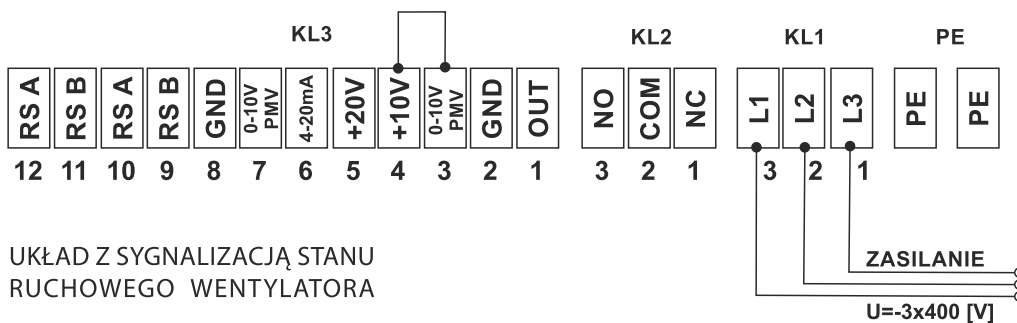 KL3 KL2 KL1 PE
RS A RS B RS A RS B GND 0-10V PMV 4-20mA +20V +10V 0-10V PMV GND OUT NO COM NC L1 L2 L3 PE PE
12 11 10 9 8 7 6 5 4 3 2 1 3 2 1 3 2 1
UKŁAD Z SYGNALIZACJĄ STANU
RUCHOWEGO WENTYLATORA
ZASILANIE
U=-3x400 [V]